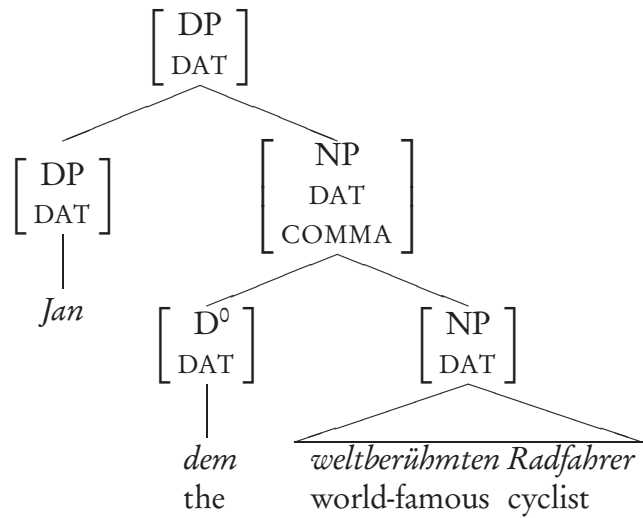 DP
DAT
DP
DAT
NP
DAT
COMMA
Jan
D⁰
DAT
NP
DAT
dem
weltberühmten Radfahrer
the
world-famous cyclist